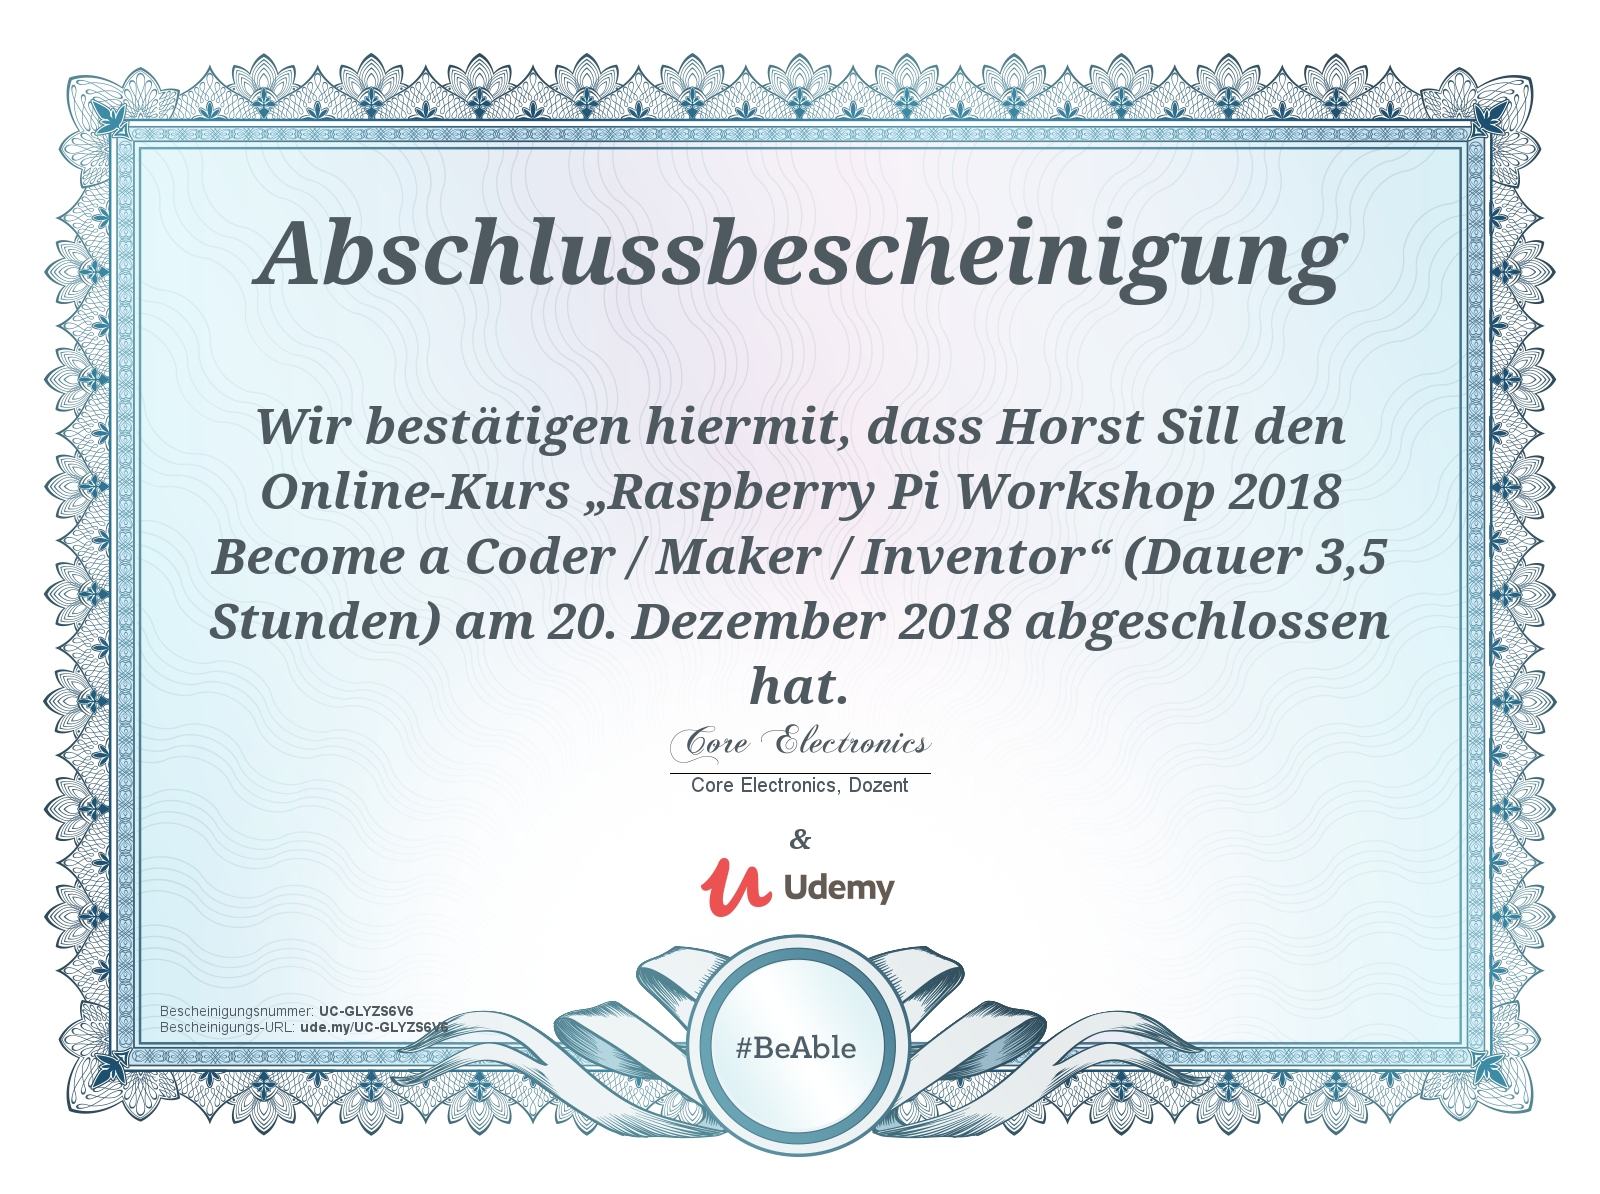 Abschlussbescheinigung
Wir bestätigen hiermit, dass Horst Sill den
Online-Kurs „Raspberry Pi Workshop 2018
Become a Coder / Maker / Inventor“ (Dauer 3,5
Stunden) am 20. Dezember 2018 abgeschlossen
hat.
Core Electronics
Core Electronics, Dozent
&
Udemy
Bescheinigungsnummer: UC-GLYZS6V6
Bescheinigungs-URL: ude.my/UC-GLYZS6V6
#BeAble